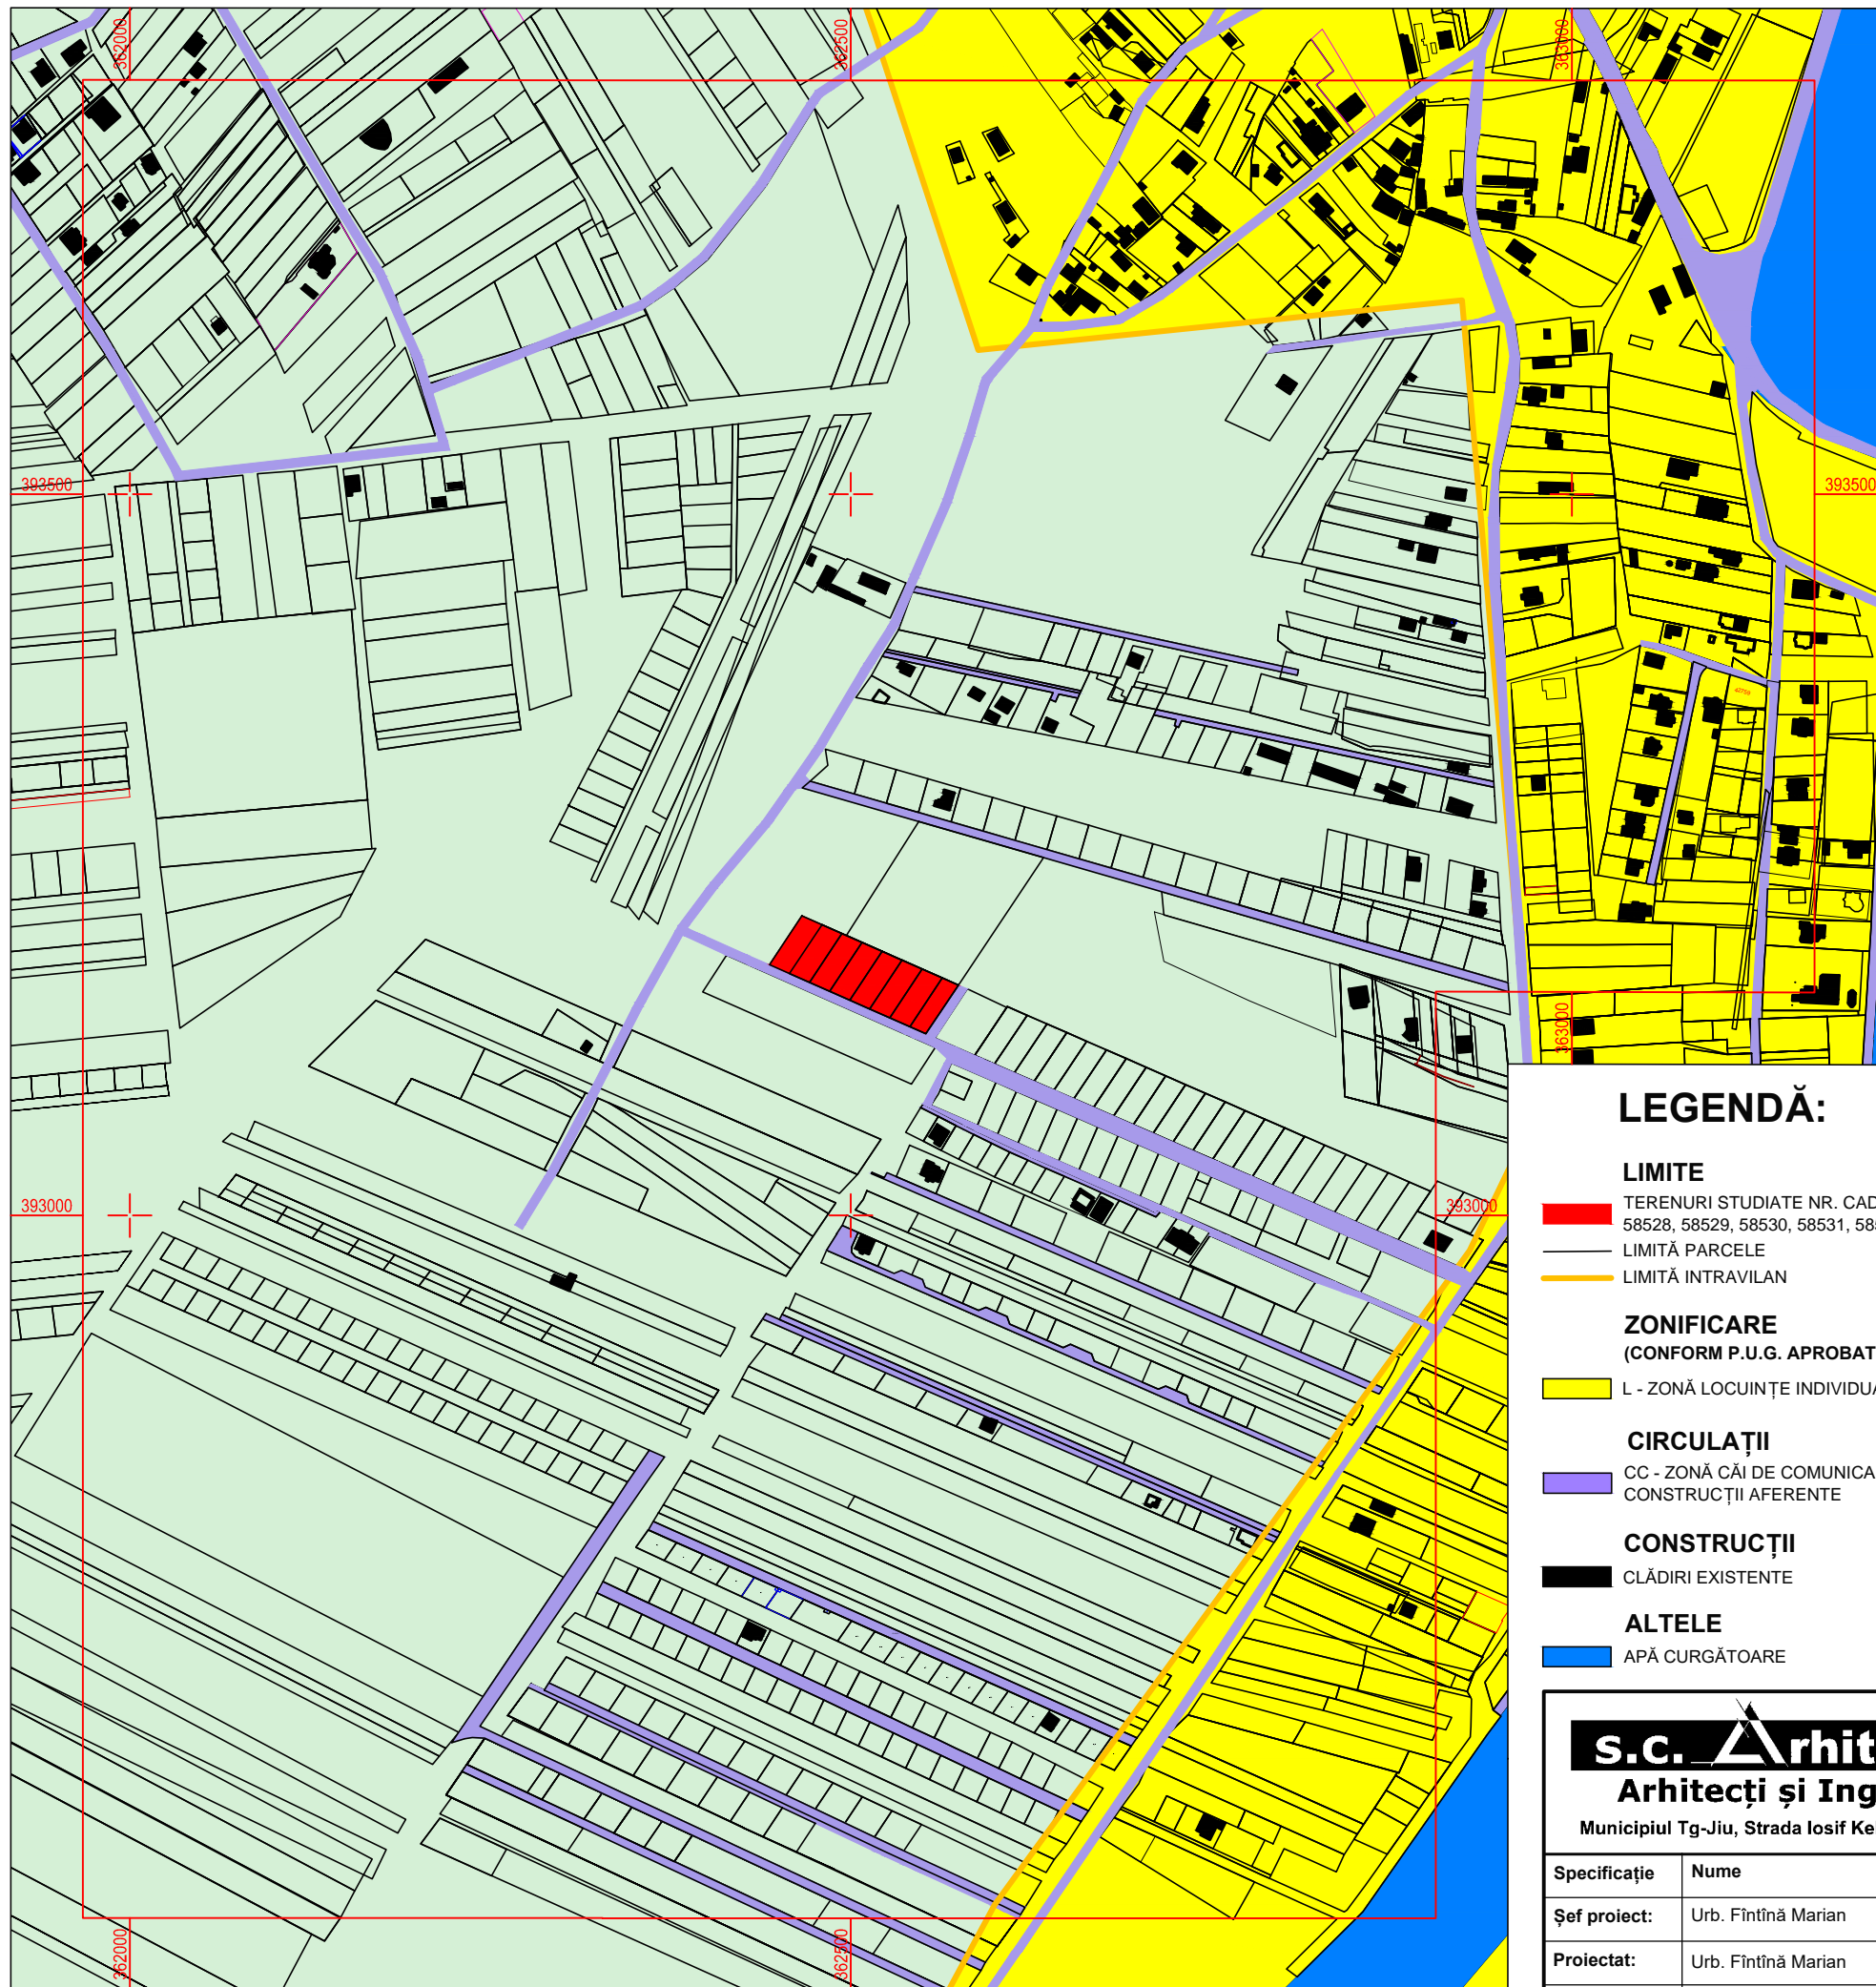 362000
362500
363000
393500
393500
42759
363000
393000
393000
362000
362500
LEGENDĂ:
LIMITE
TERENURI STUDIATE NR. CAD
58528, 58529, 58530, 58531, 58
LIMITĂ PARCELE
LIMITĂ INTRAVILAN
ZONIFICARE
(CONFORM P.U.G. APROBAT
L - ZONĂ LOCUINȚE INDIVIDUA
CIRCULAȚII
CC - ZONĂ CĂI DE COMUNICA
CONSTRUCȚII AFERENTE
CONSTRUCȚII
CLĂDIRI EXISTENTE
ALTELE
APĂ CURGĂTOARE
s.c. Arhit
Arhitecți și Ing
Municipiul Tg-Jiu, Strada Iosif Ke
Specificație Nume
Șef proiect: Urb. Fîntînă Marian
Proiectat: Urb. Fîntînă Marian